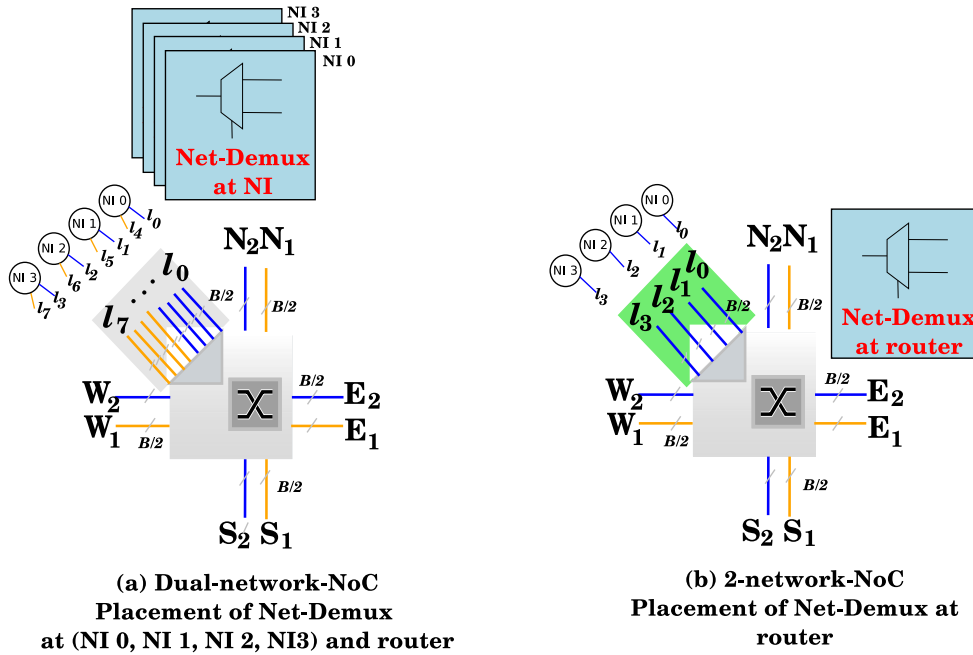 NI 3
NI 2
NI 1
NI 0
Net-Demux
at NI
NI 0
l0
l4
NI 1
l1
l5
NI 2
l2
l6
NI 3
l3
l7
l0
...
l7
B/2
N2 N1
B/2
W2
W1
B/2
B/2
E2
E1
B/2
S2 S1
(a) Dual-network-NoC
Placement of Net-Demux
at (NI 0, NI 1, NI 2, NI3) and router
NI 0
l0
NI 1
l1
NI 2
l2
NI 3
l3
l0
l1
l2
l3
B/2
N2 N1
B/2
Net-Demux
at router
W2
W1
B/2
B/2
E2
E1
B/2
S2 S1
(b) 2-network-NoC
Placement of Net-Demux at
router